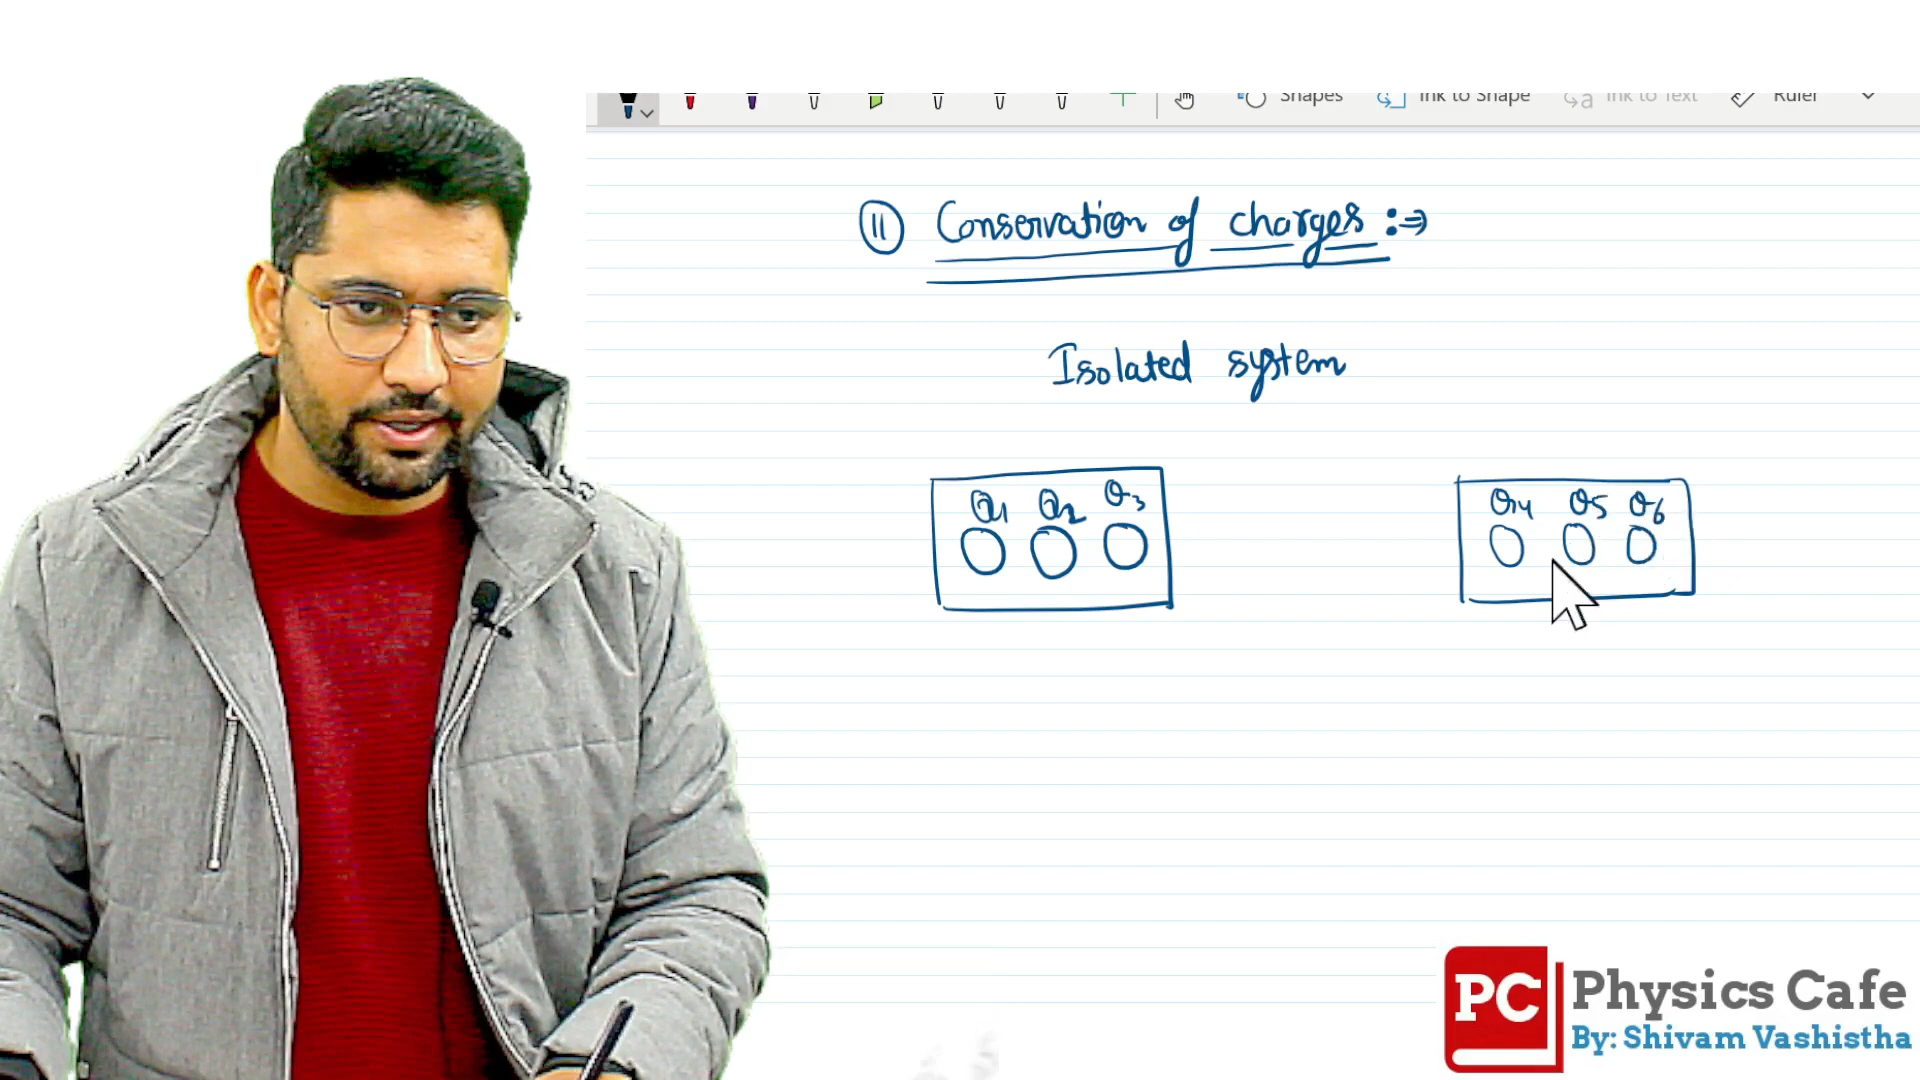 Shapes Ink to Shape Ink to Text Ruler
11 Conservation of charges :⇒
Isolated system
Q1 Q2 Q3
Q4 Q5 Q6
PC Physics Cafe
By: Shivam Vashistha